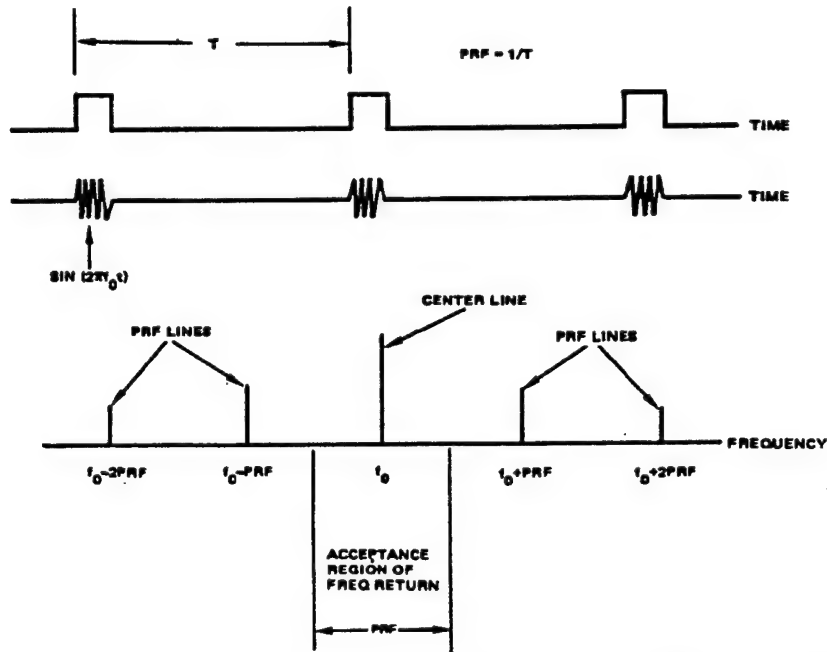 T
PRF = 1/T
TIME
TIME
SIN (2πf₀t)
CENTER LINE
PRF LINES
PRF LINES
FREQUENCY
f₀-2PRF
f₀-PRF
f₀
f₀+PRF
f₀+2PRF
ACCEPTANCE
REGION OF
FREQ RETURN
PRF